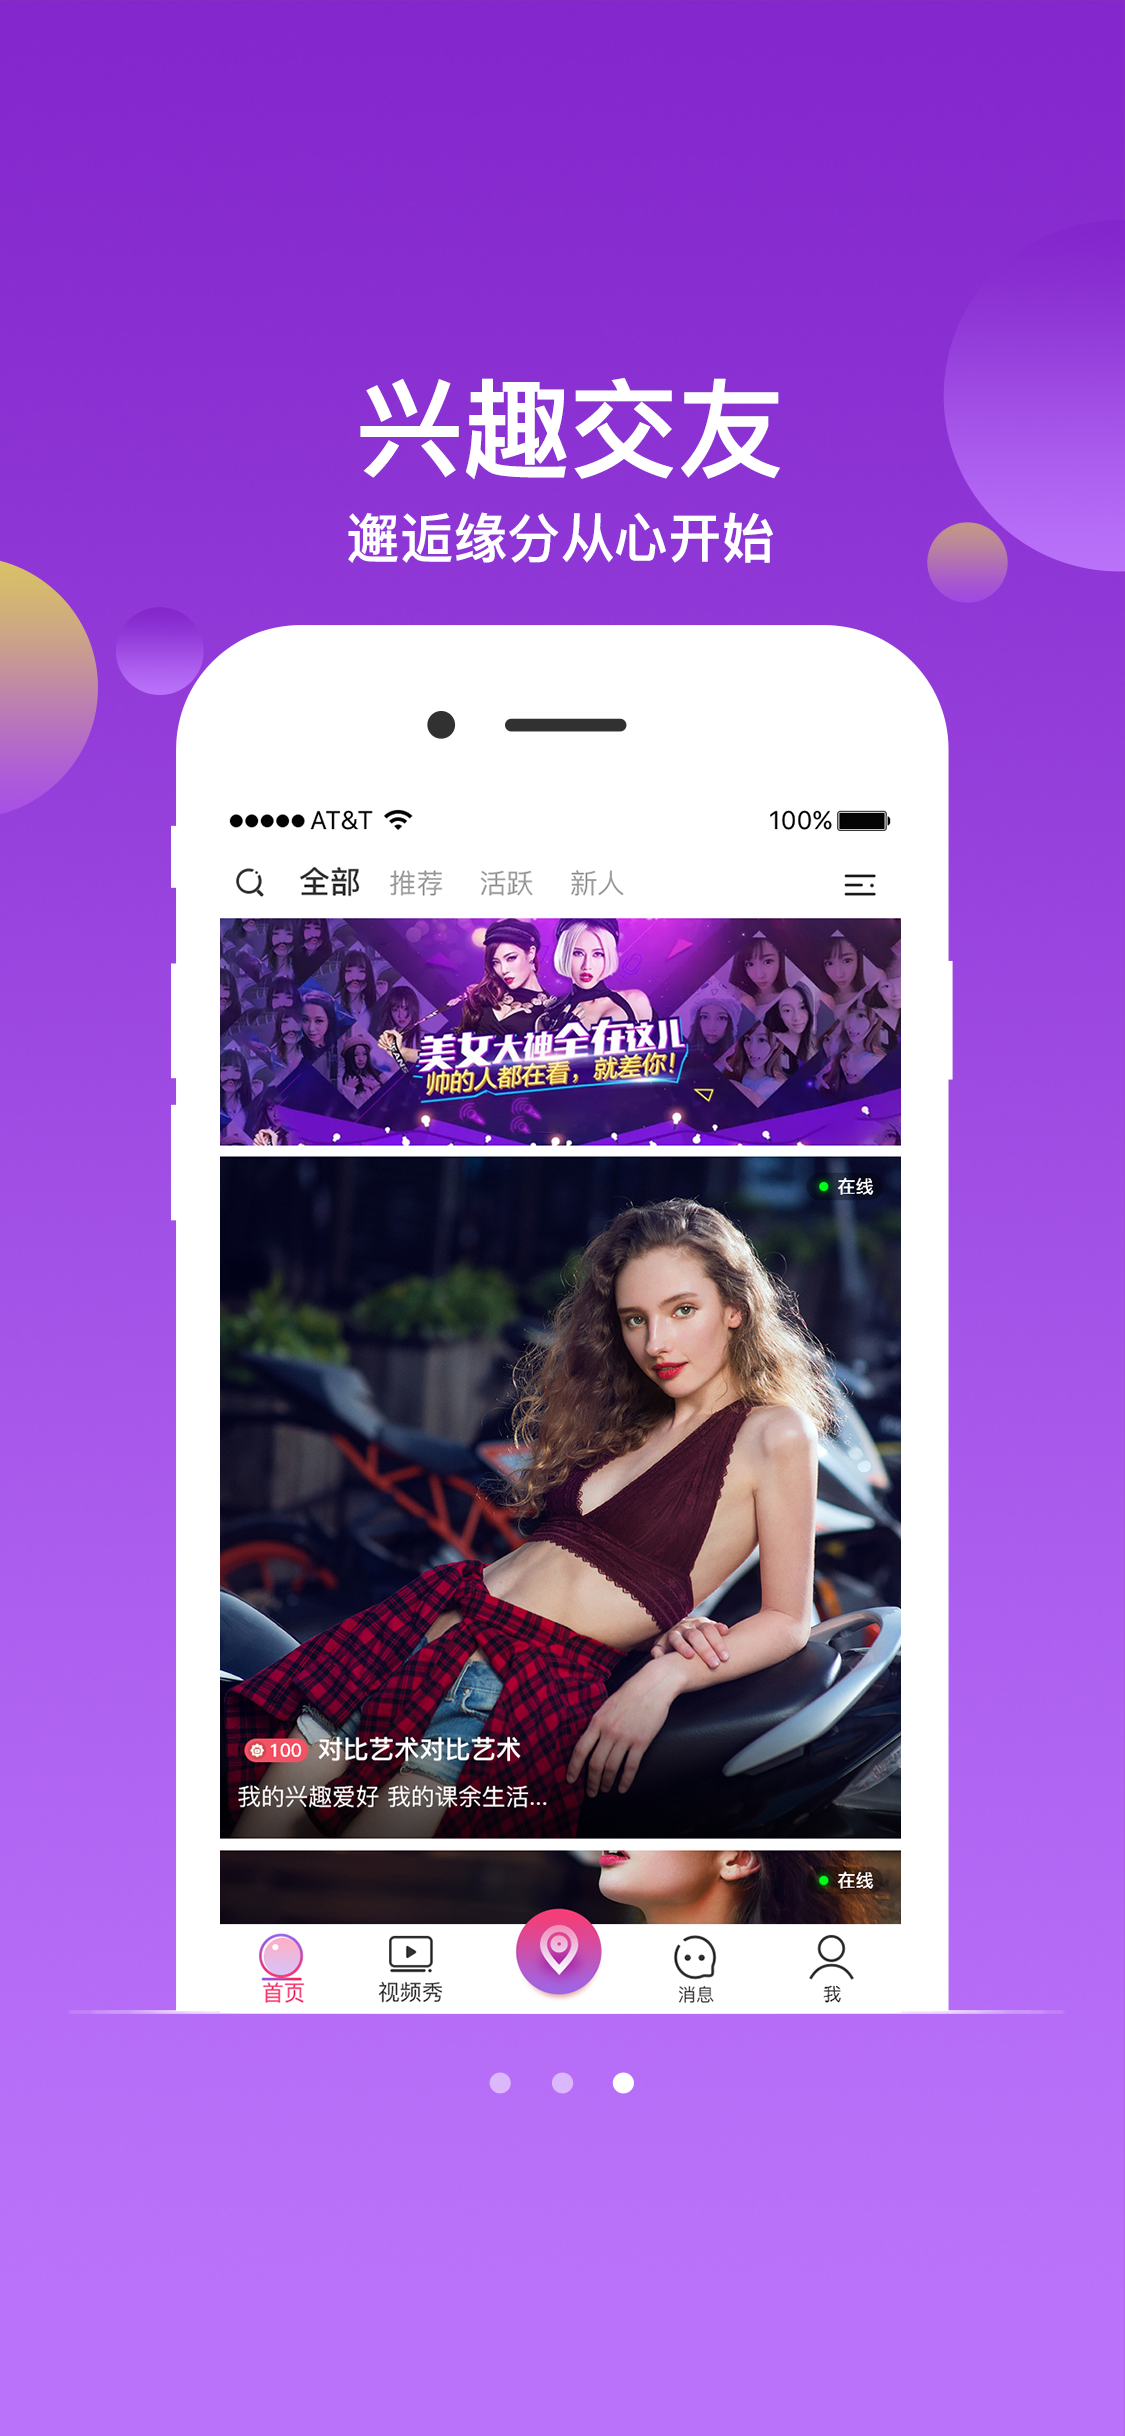 兴趣交友
邂逅缘分从心开始
AT&T 100%
全部 推荐 活跃 新人
美女大神全在这儿
帅的人都在看，就差你!
在线
100 对比艺术对比艺术
我的兴趣爱好 我的课余生活...
在线
首页 视频秀 消息 我